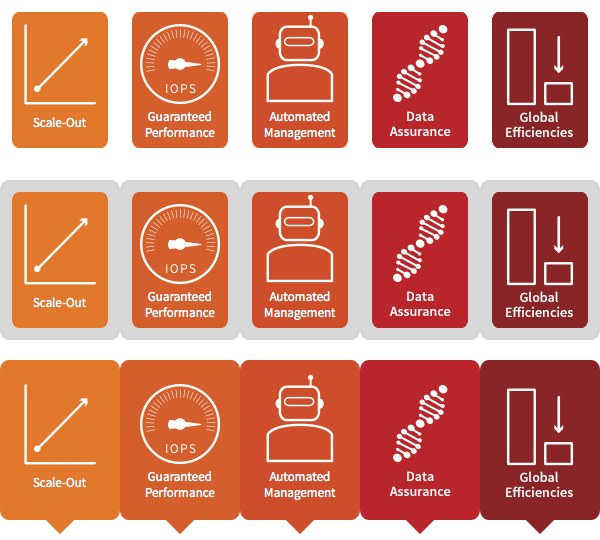 IOPS
Scale-Out
Guaranteed
Performance
Automated
Management
Data
Assurance
Global
Efficiencies
IOPS
Scale-Out
Guaranteed
Performance
Automated
Management
Data
Assurance
Global
Efficiencies
IOPS
Scale-Out
Guaranteed
Performance
Automated
Management
Data
Assurance
Global
Efficiencies